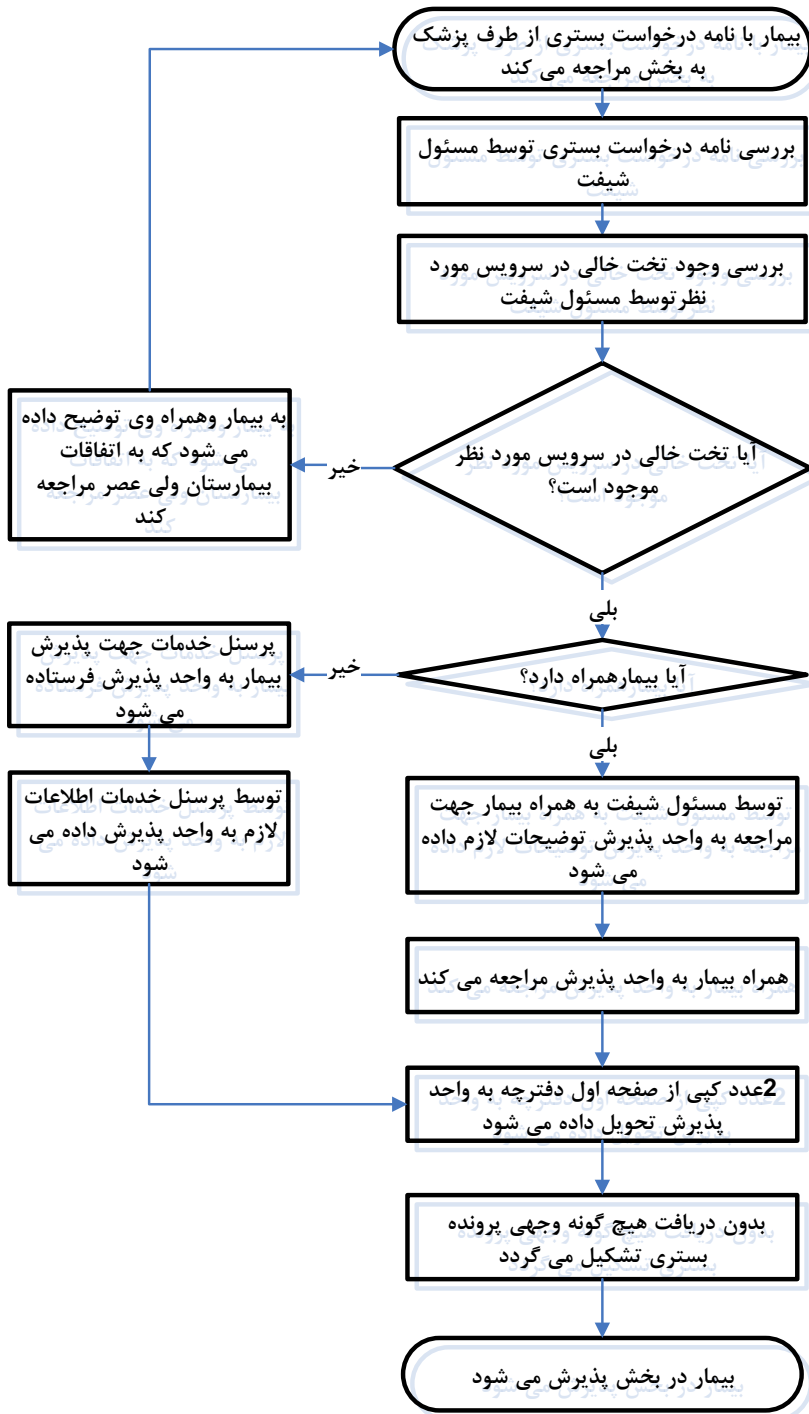 بیمار با نامه درخواست بستری از طرف پزشک
به بخش مراجعه می کند
بررسی نامه درخواست بستری توسط مسئول
شیفت
بررسی وجود تخت خالی در سرویس مورد
نظرتوسط مسئول شیفت
آیا تخت خالی در سرویس مورد نظر
موجود است؟
خیر
به بیمار وهمراه وی توضیح داده
می شود که به اتفاقات
بیمارستان ولی عصر مراجعه
کند
بلی
آیا بیمارهمراه دارد؟
خیر
پرسنل خدمات جهت پذیرش
بیمار به واحد پذیرش فرستاده
می شود
بلی
توسط مسئول شیفت به همراه بیمار جهت
مراجعه به واحد پذیرش توضیحات لازم داده
می شود
توسط پرسنل خدمات اطلاعات
لازم به واحد پذیرش داده می
شود
همراه بیمار به واحد پذیرش مراجعه می کند
2عدد کپی از صفحه اول دفترچه به واحد
پذیرش تحویل داده می شود
بدون دریافت هیچ گونه وجهی پرونده
بستری تشکیل می گردد
بیمار در بخش پذیرش می شود